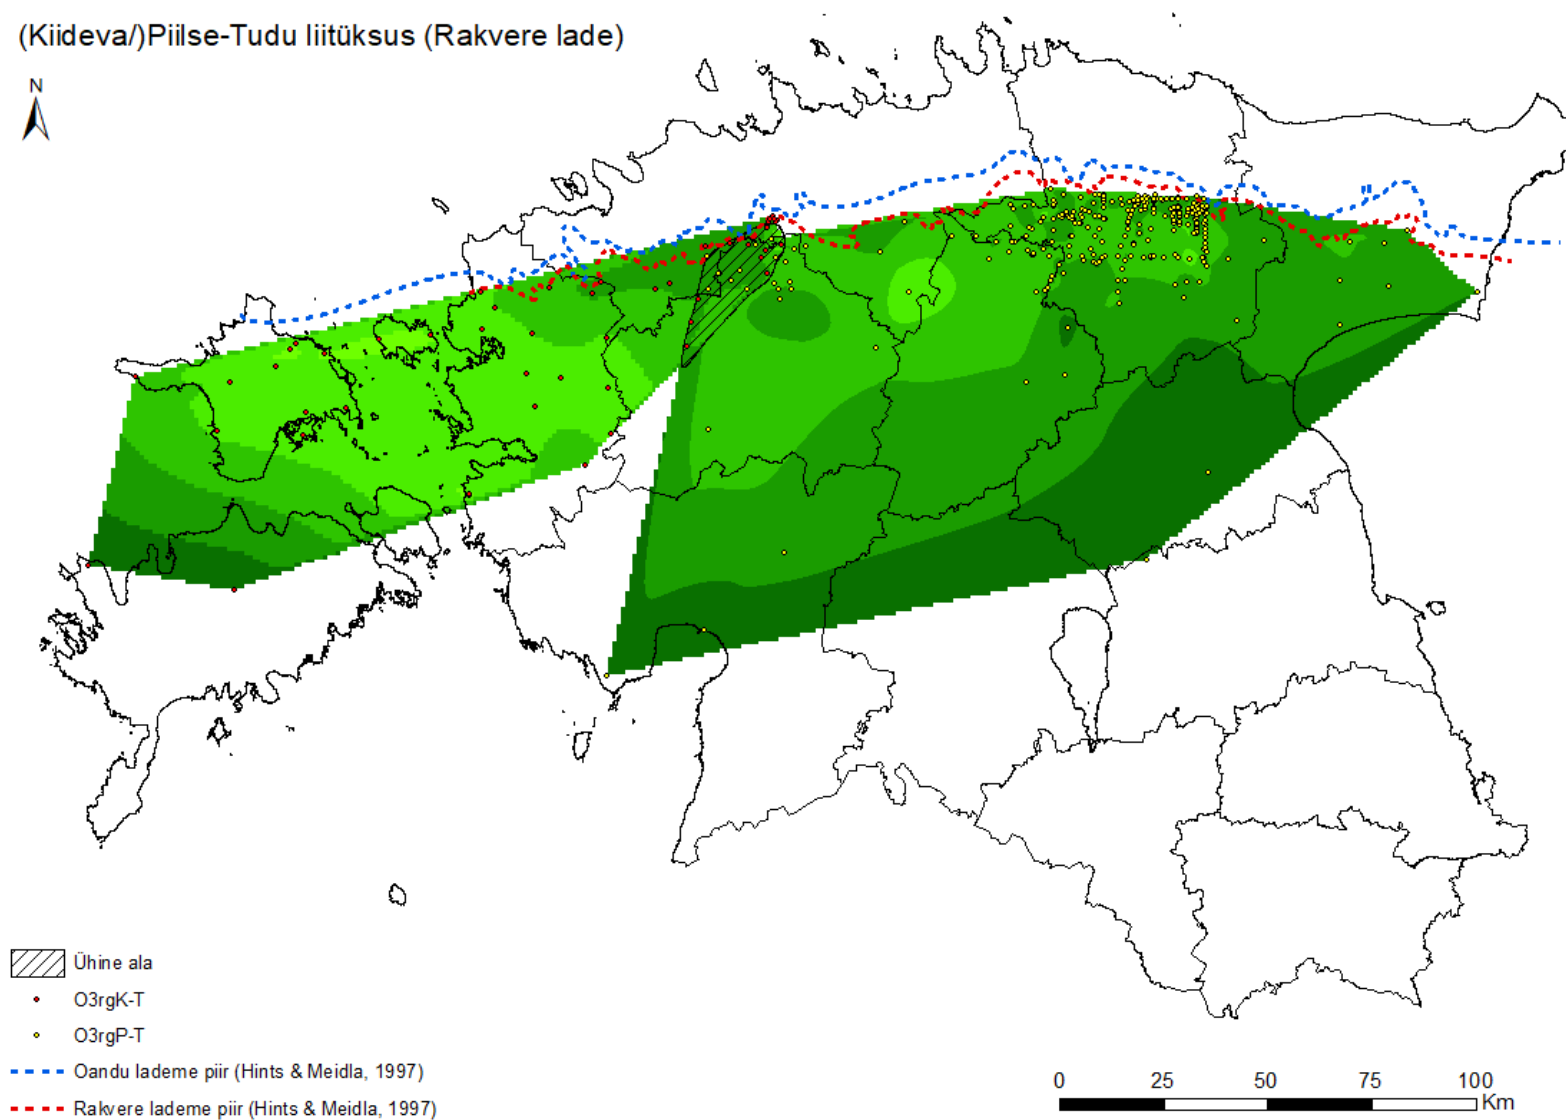 (Kiideva/)Piilse-Tudu liitüksus (Rakvere lade)
N
Ühine ala
O3rgK-T
O3rgP-T
Oandu lademe piir (Hints & Meidla, 1997)
Rakvere lademe piir (Hints & Meidla, 1997)
0 25 50 75 100
Km